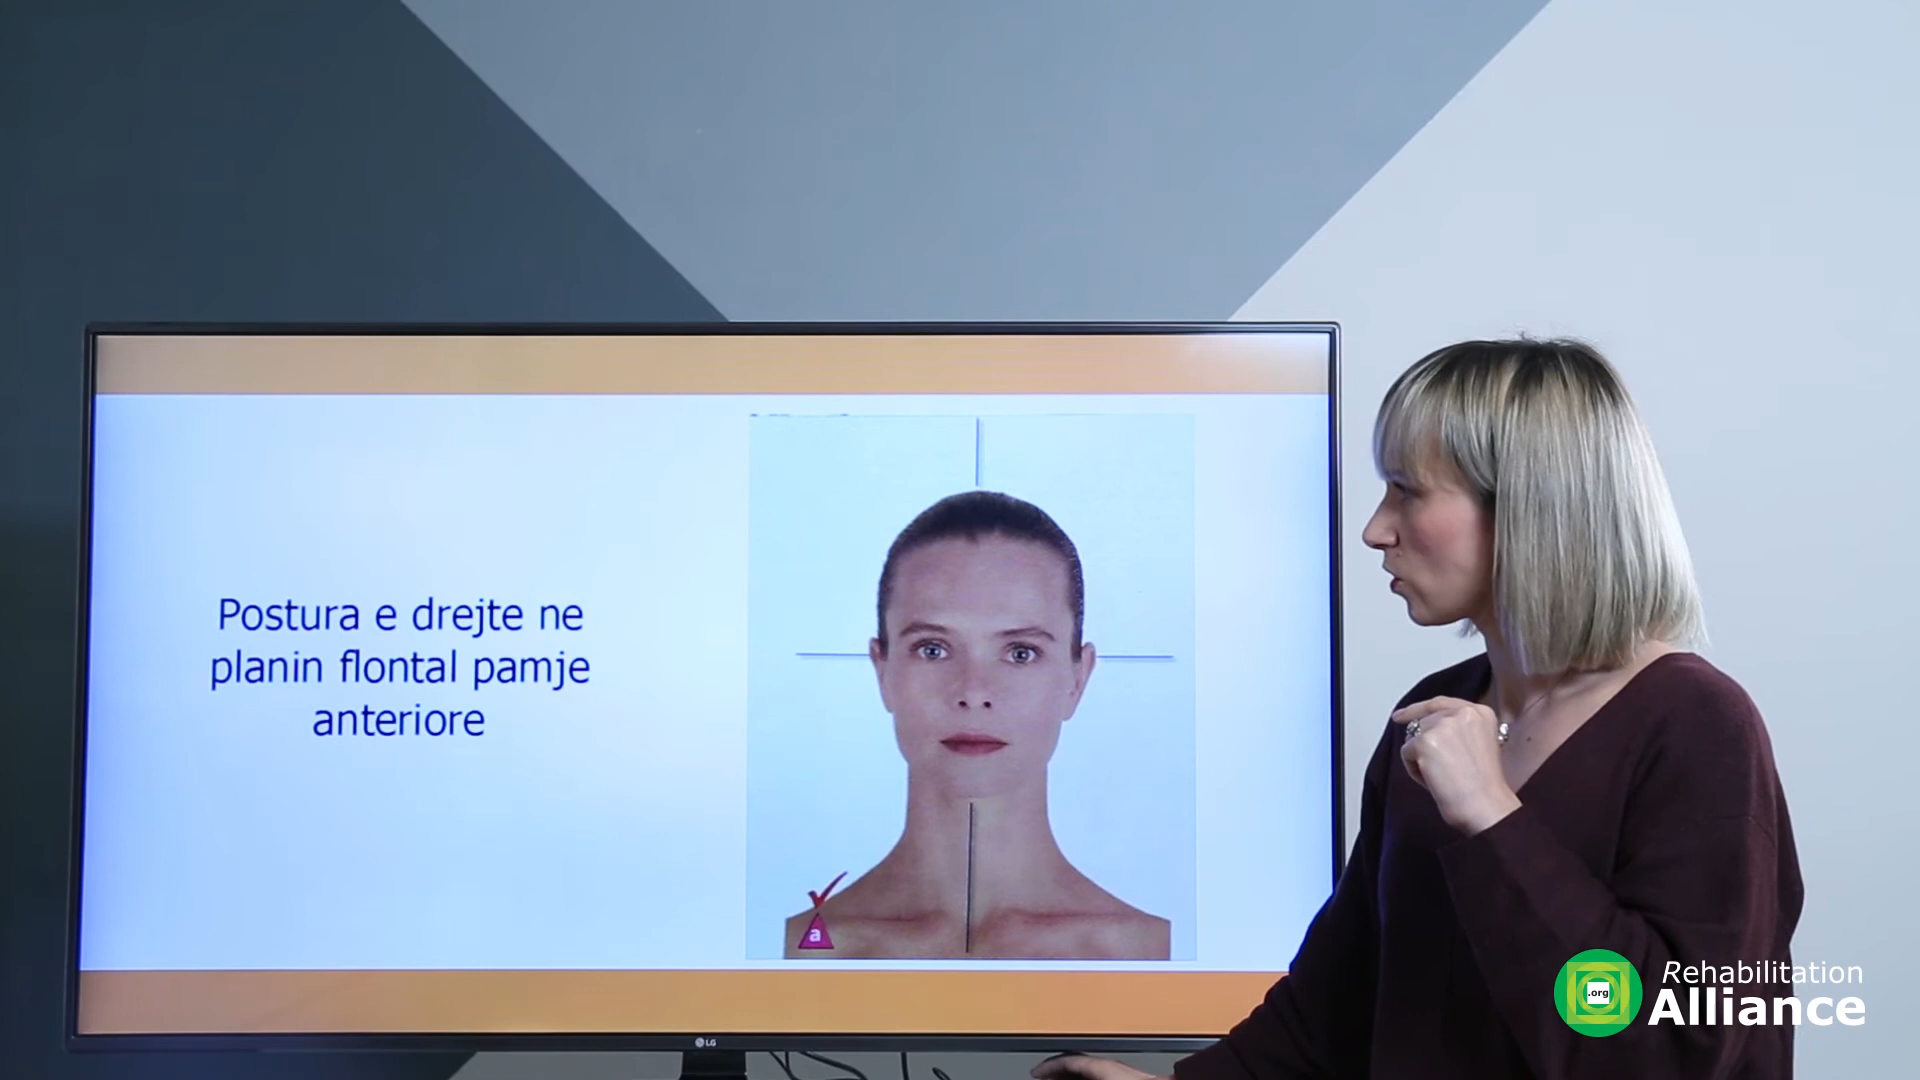 Postura e drejte ne
planin flontal pamje
anteriore
a
LG
.org
Rehabilitation
Alliance